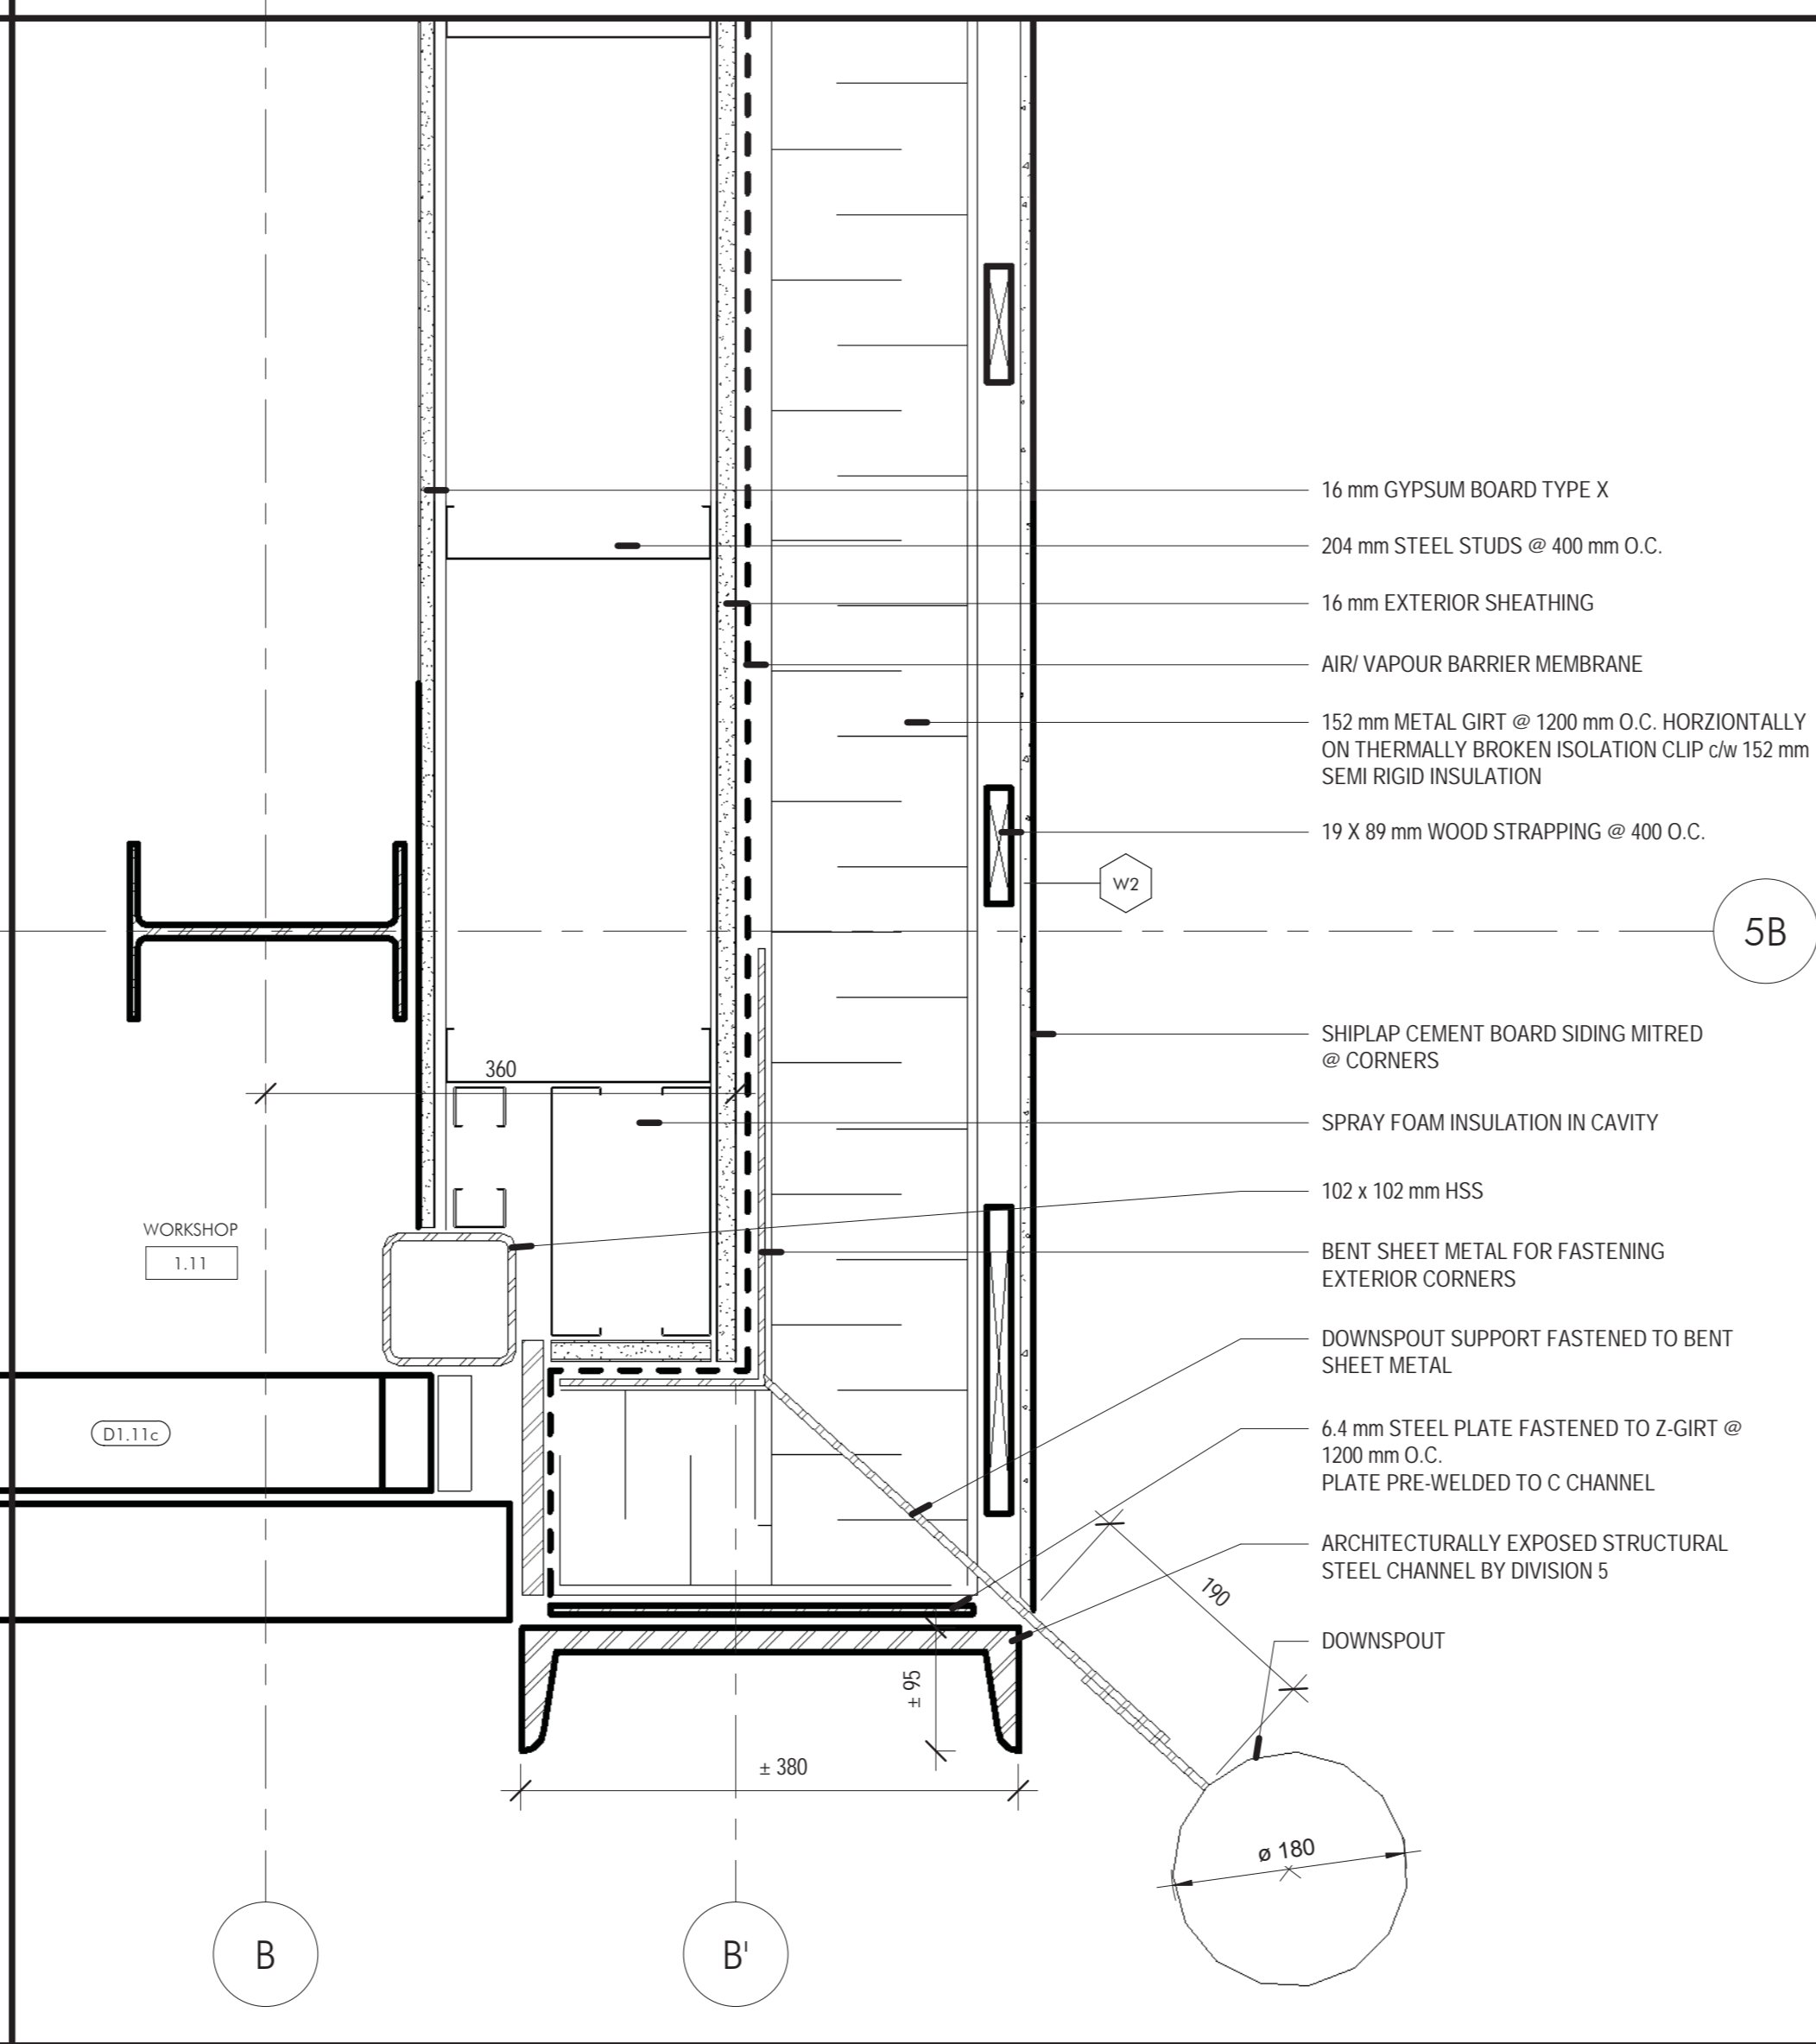 16 mm GYPSUM BOARD TYPE X
204 mm STEEL STUDS @ 400 mm O.C.
16 mm EXTERIOR SHEATHING
AIR/ VAPOUR BARRIER MEMBRANE
152 mm METAL GIRT @ 1200 mm O.C. HORZIONTALLY
ON THERMALLY BROKEN ISOLATION CLIP c/w 152 mm
SEMI RIGID INSULATION
19 X 89 mm WOOD STRAPPING @ 400 O.C.
W2
5B
SHIPLAP CEMENT BOARD SIDING MITRED
@ CORNERS
360
SPRAY FOAM INSULATION IN CAVITY
102 x 102 mm HSS
WORKSHOP
1.11
BENT SHEET METAL FOR FASTENING
EXTERIOR CORNERS
DOWNSPOUT SUPPORT FASTENED TO BENT
SHEET METAL
D1.11c
6.4 mm STEEL PLATE FASTENED TO Z-GIRT @
1200 mm O.C.
PLATE PRE-WELDED TO C CHANNEL
ARCHITECTURALLY EXPOSED STRUCTURAL
STEEL CHANNEL BY DIVISION 5
190
DOWNSPOUT
± 95
± 380
ø 180
B
B'